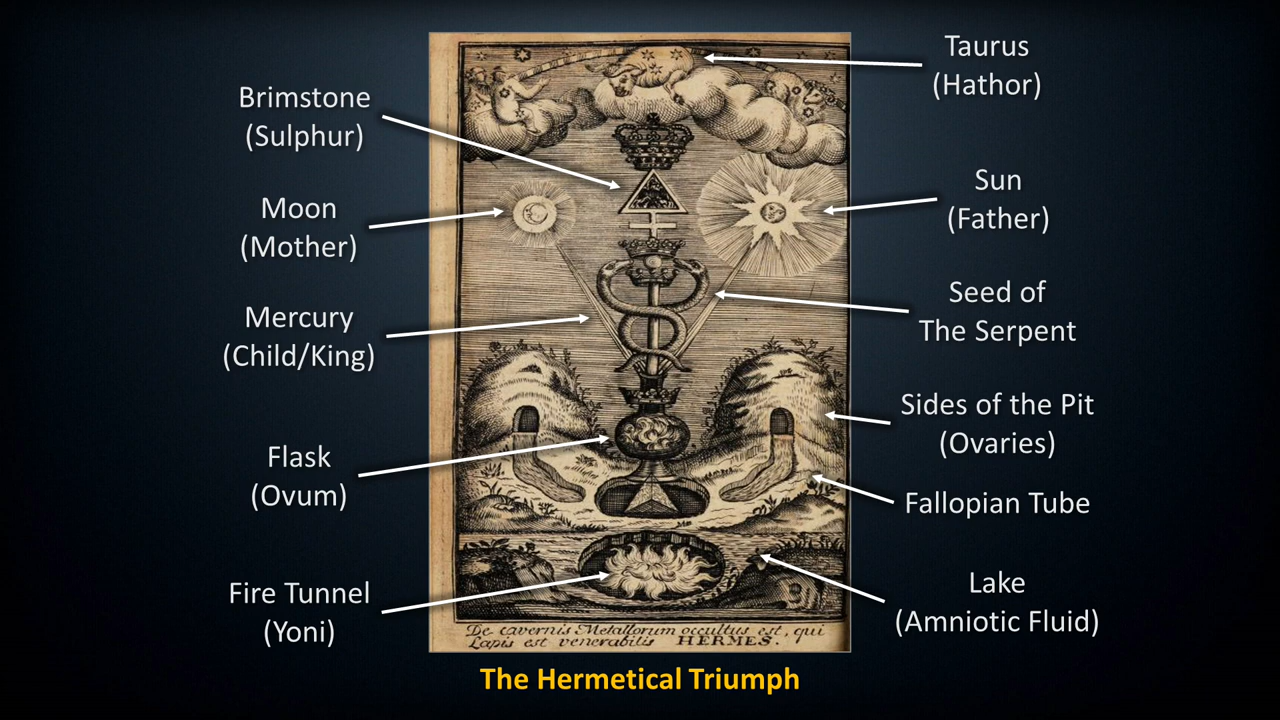 Taurus
(Hathor)
Brimstone
(Sulphur)
Sun
(Father)
Moon
(Mother)
Seed of
The Serpent
Mercury
(Child/King)
Sides of the Pit
(Ovaries)
Flask
(Ovum)
Fallopian Tube
Lake
(Amniotic Fluid)
Fire Tunnel
(Yoni)
De cavernis Metallorum occultus est, qui
Lapis est venerabilis HERMES.
The Hermetical Triumph